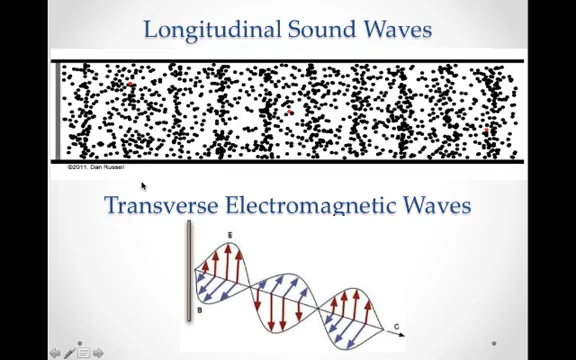 Longitudinal Sound Waves
©2011. Dan Russell
Transverse Electromagnetic Waves
E
B
C